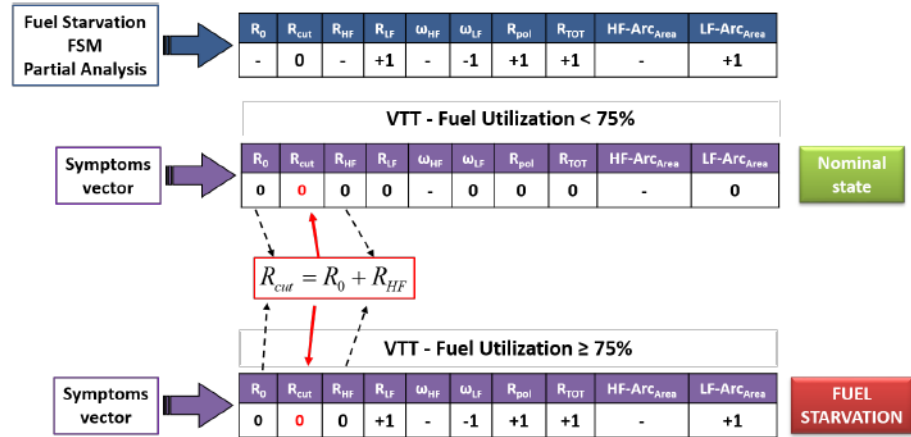 Fuel Starvation
FSM
Partial Analysis
R0 Rcut RHF RLF ωHF ωLF Rpol RTOT HF-ArcArea LF-ArcArea
- 0 - +1 - -1 +1 +1 - +1
VTT - Fuel Utilization < 75%
Symptoms
vector
R0 Rcut RHF RLF ωHF ωLF Rpol RTOT HF-ArcArea LF-ArcArea
0 0 0 0 - 0 0 0 - 0
Nominal
state
Rcut = R0 + RHF
VTT - Fuel Utilization ≥ 75%
Symptoms
vector
R0 Rcut RHF RLF ωHF ωLF Rpol RTOT HF-ArcArea LF-ArcArea
0 0 0 +1 - -1 +1 +1 - +1
FUEL
STARVATION